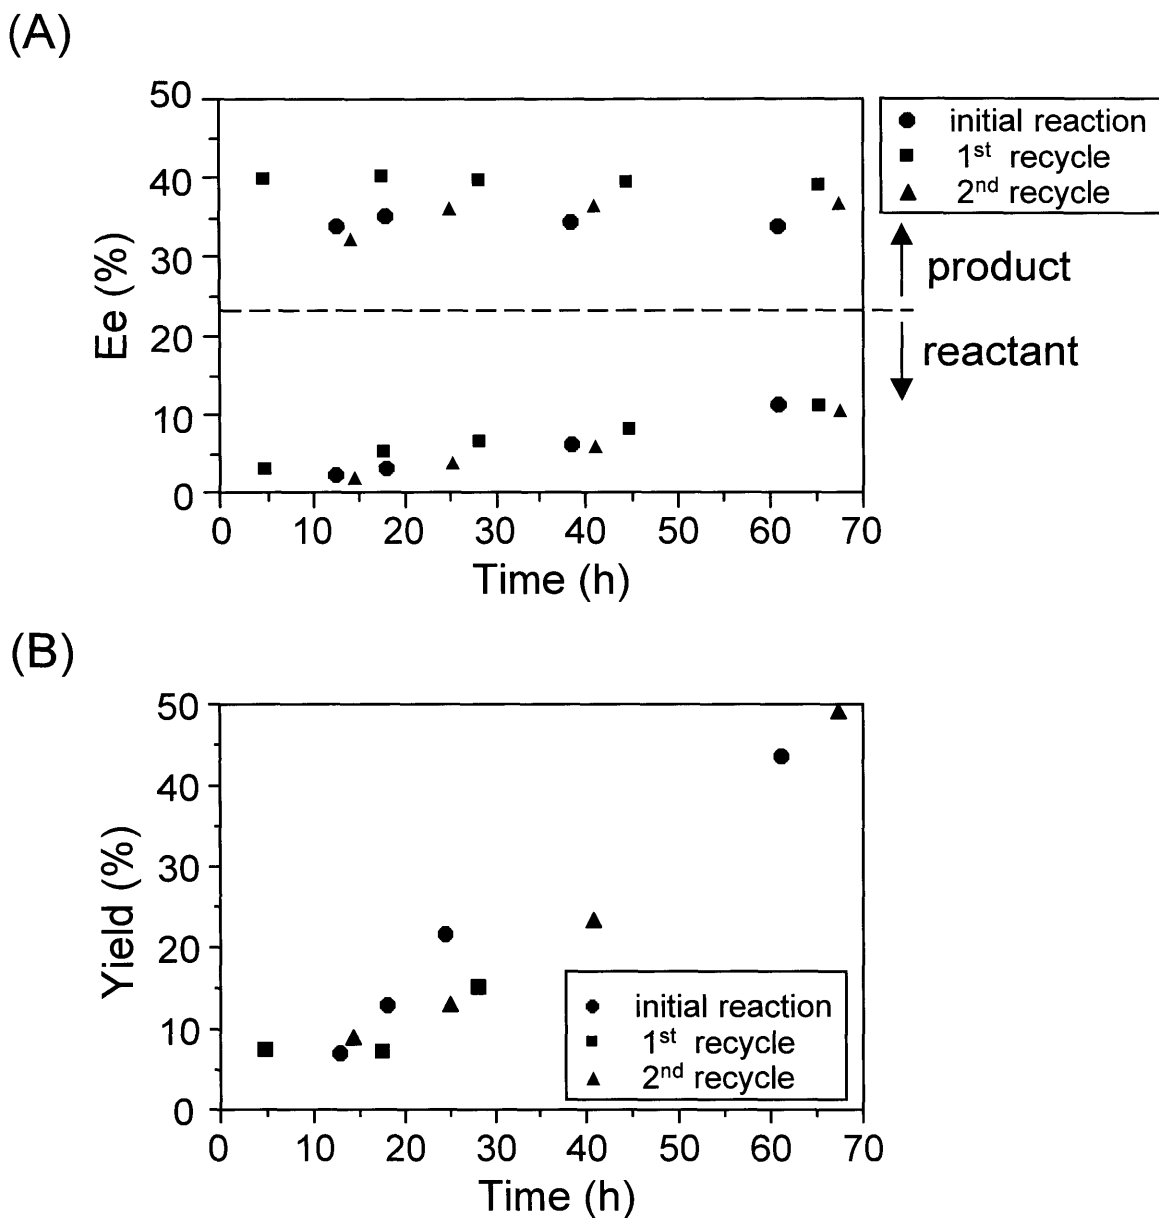 (A)
50
40
30
20
10
0
Ee (%)
0 10 20 30 40 50 60 70
Time (h)
initial reaction
1st recycle
2nd recycle
product
reactant
(B)
50
40
30
20
10
0
Yield (%)
0 10 20 30 40 50 60 70
Time (h)
initial reaction
1st recycle
2nd recycle